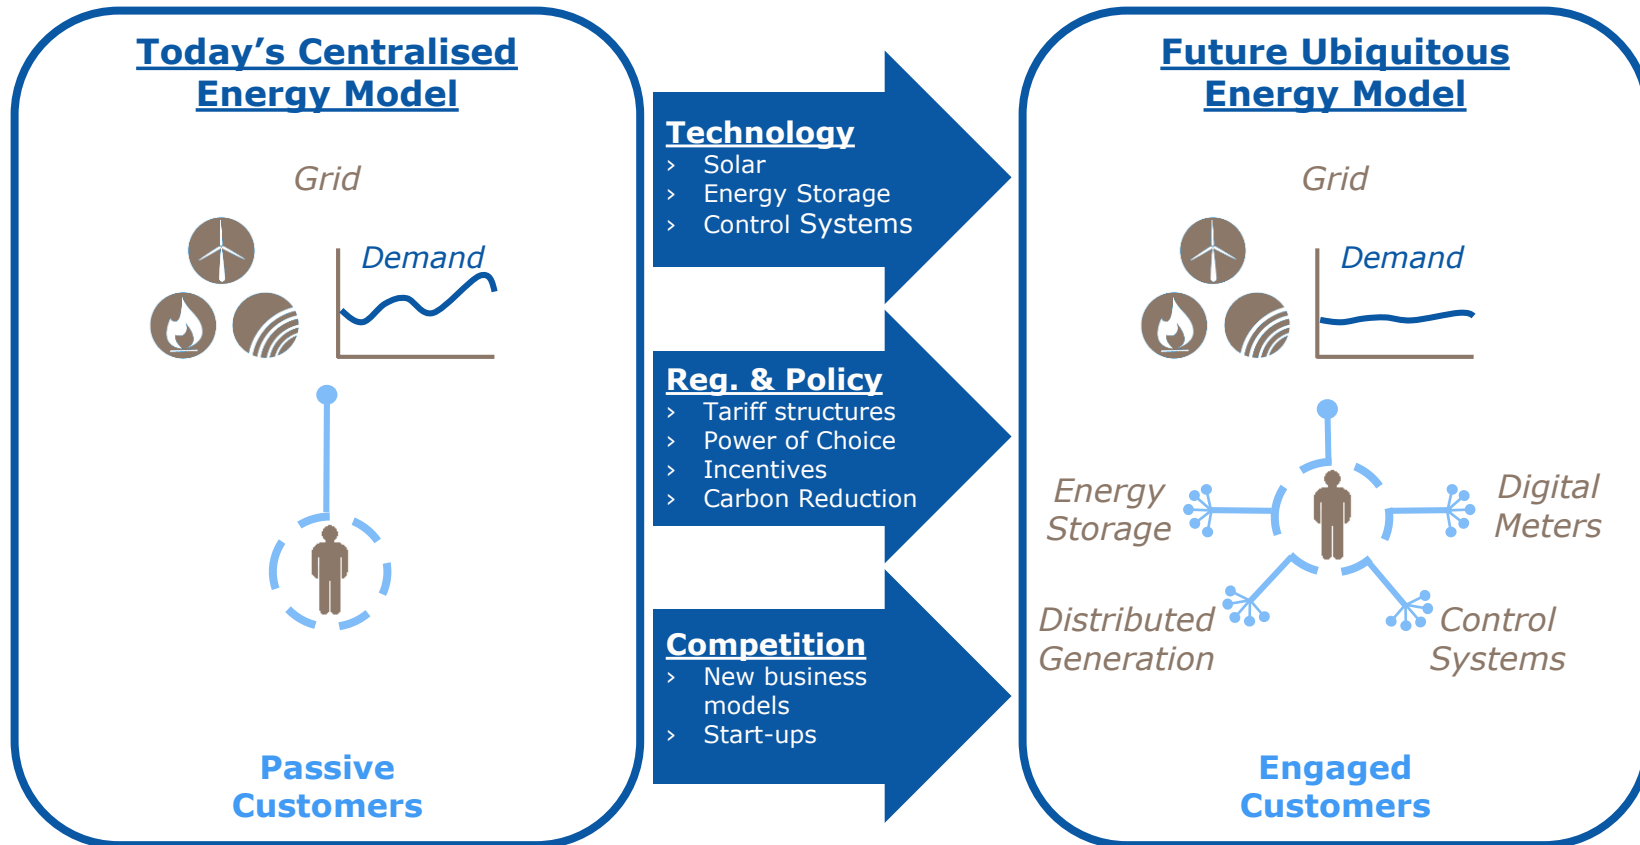 Today’s Centralised
Energy Model
Grid
Demand
Passive
Customers
Technology
› Solar
› Energy Storage
› Control Systems
Reg. & Policy
› Tariff structures
› Power of Choice
› Incentives
› Carbon Reduction
Competition
› New business
models
› Start-ups
Future Ubiquitous
Energy Model
Grid
Demand
Energy
Storage
Digital
Meters
Distributed
Generation
Control
Systems
Engaged
Customers